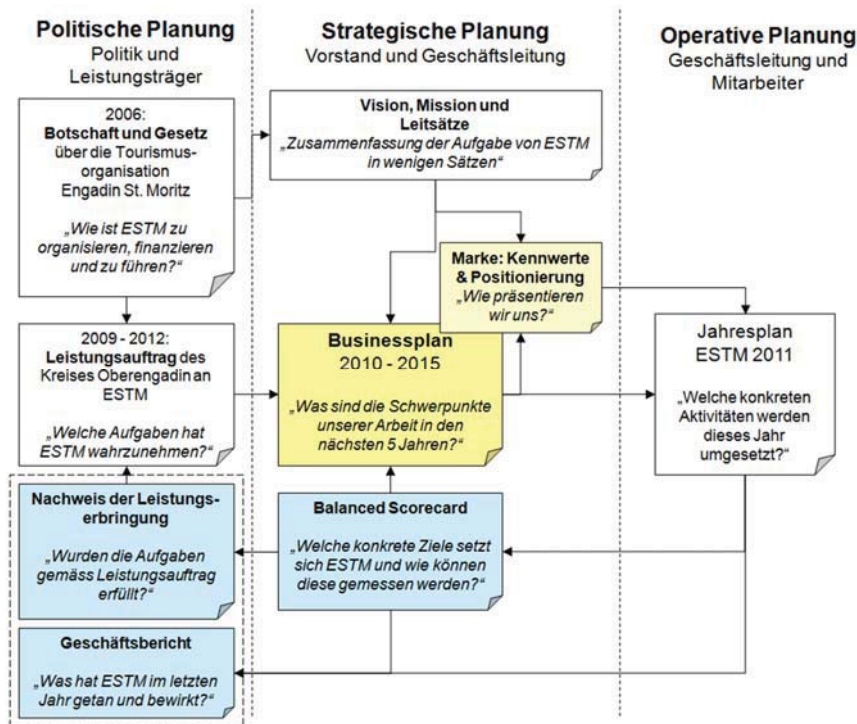 Politische Planung
Politik und
Leistungsträger
Strategische Planung
Vorstand und Geschäftsleitung
Operative Planung
Geschäftsleitung und
Mitarbeiter
2006:
Botschaft und Gesetz
über die Tourismus-
organisation
Engadin St. Moritz
„Wie ist ESTM zu
organisieren, finanzieren
und zu führen?“
Vision, Mission und
Leitsätze
„Zusammenfassung der Aufgabe von ESTM
in wenigen Sätzen“
Marke: Kennwerte
& Positionierung
„Wie präsentieren
wir uns?“
2009 - 2012:
Leistungsauftrag des
Kreises Oberengadin an
ESTM
„Welche Aufgaben hat
ESTM wahrzunehmen?“
Businessplan
2010 - 2015
„Was sind die Schwerpunkte
unserer Arbeit in den
nächsten 5 Jahren?“
Jahresplan
ESTM 2011
„Welche konkreten
Aktivitäten werden
dieses Jahr
umgesetzt?“
Nachweis der Leistungs-
erbringung
„Wurden die Aufgaben
gemäss Leistungsauftrag
erfüllt?“
Balanced Scorecard
„Welche konkrete Ziele setzt
sich ESTM und wie können
diese gemessen werden?“
Geschäftsbericht
„Was hat ESTM im letzten
Jahr getan und bewirkt?“